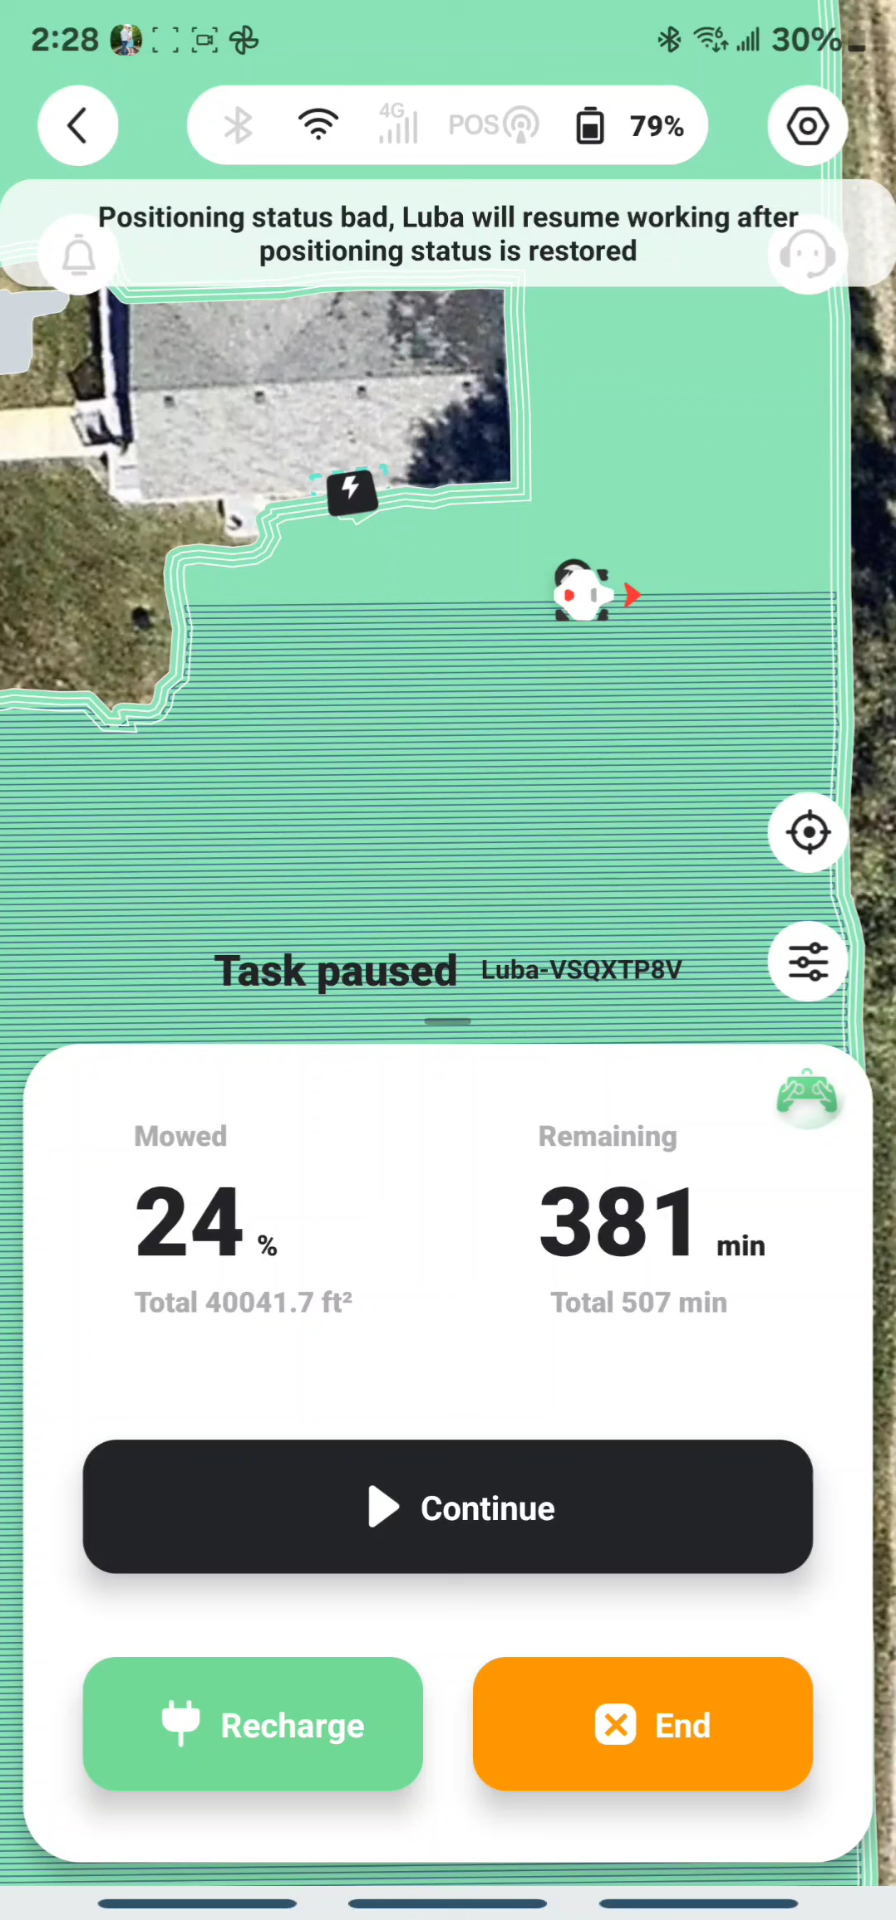 2:28 30%
4G POS 79%
Positioning status bad, Luba will resume working after
positioning status is restored
Task paused Luba-VSQXTP8V
Mowed Remaining
24 % 381 min
Total 40041.7 ft² Total 507 min
Continue
Recharge End